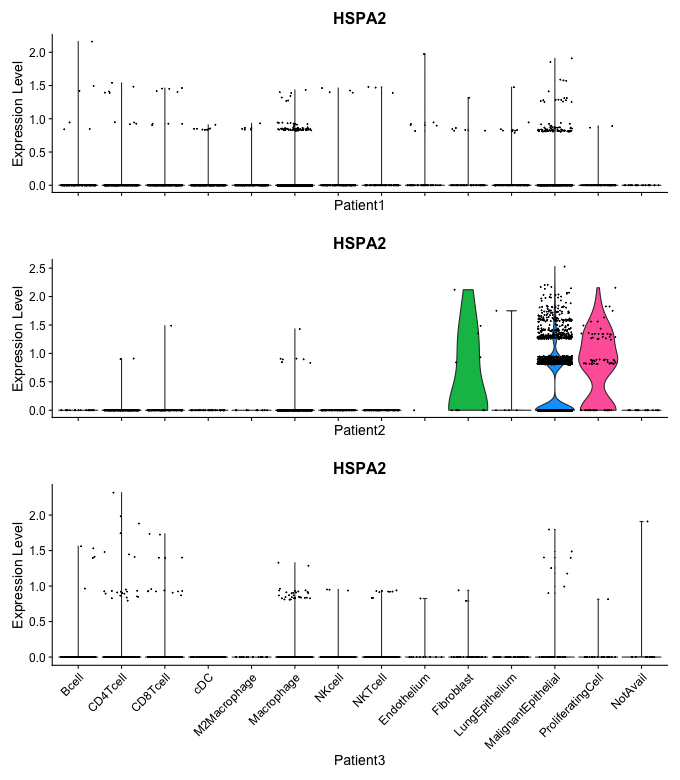 HSPA2
Expression Level
2.0
1.5
1.0
0.5
0.0
Patient1
HSPA2
Expression Level
2.5
2.0
1.5
1.0
0.5
0.0
Patient2
HSPA2
Expression Level
2.0
1.5
1.0
0.5
0.0
Bcell
CD4Tcell
CD8Tcell
cDC
M2Macrophage
Macrophage
NKcell
NKTcell
Endothelium
Fibroblast
LungEpithelium
MalignantEpithelial
ProliferatingCell
NotAvail
Patient3